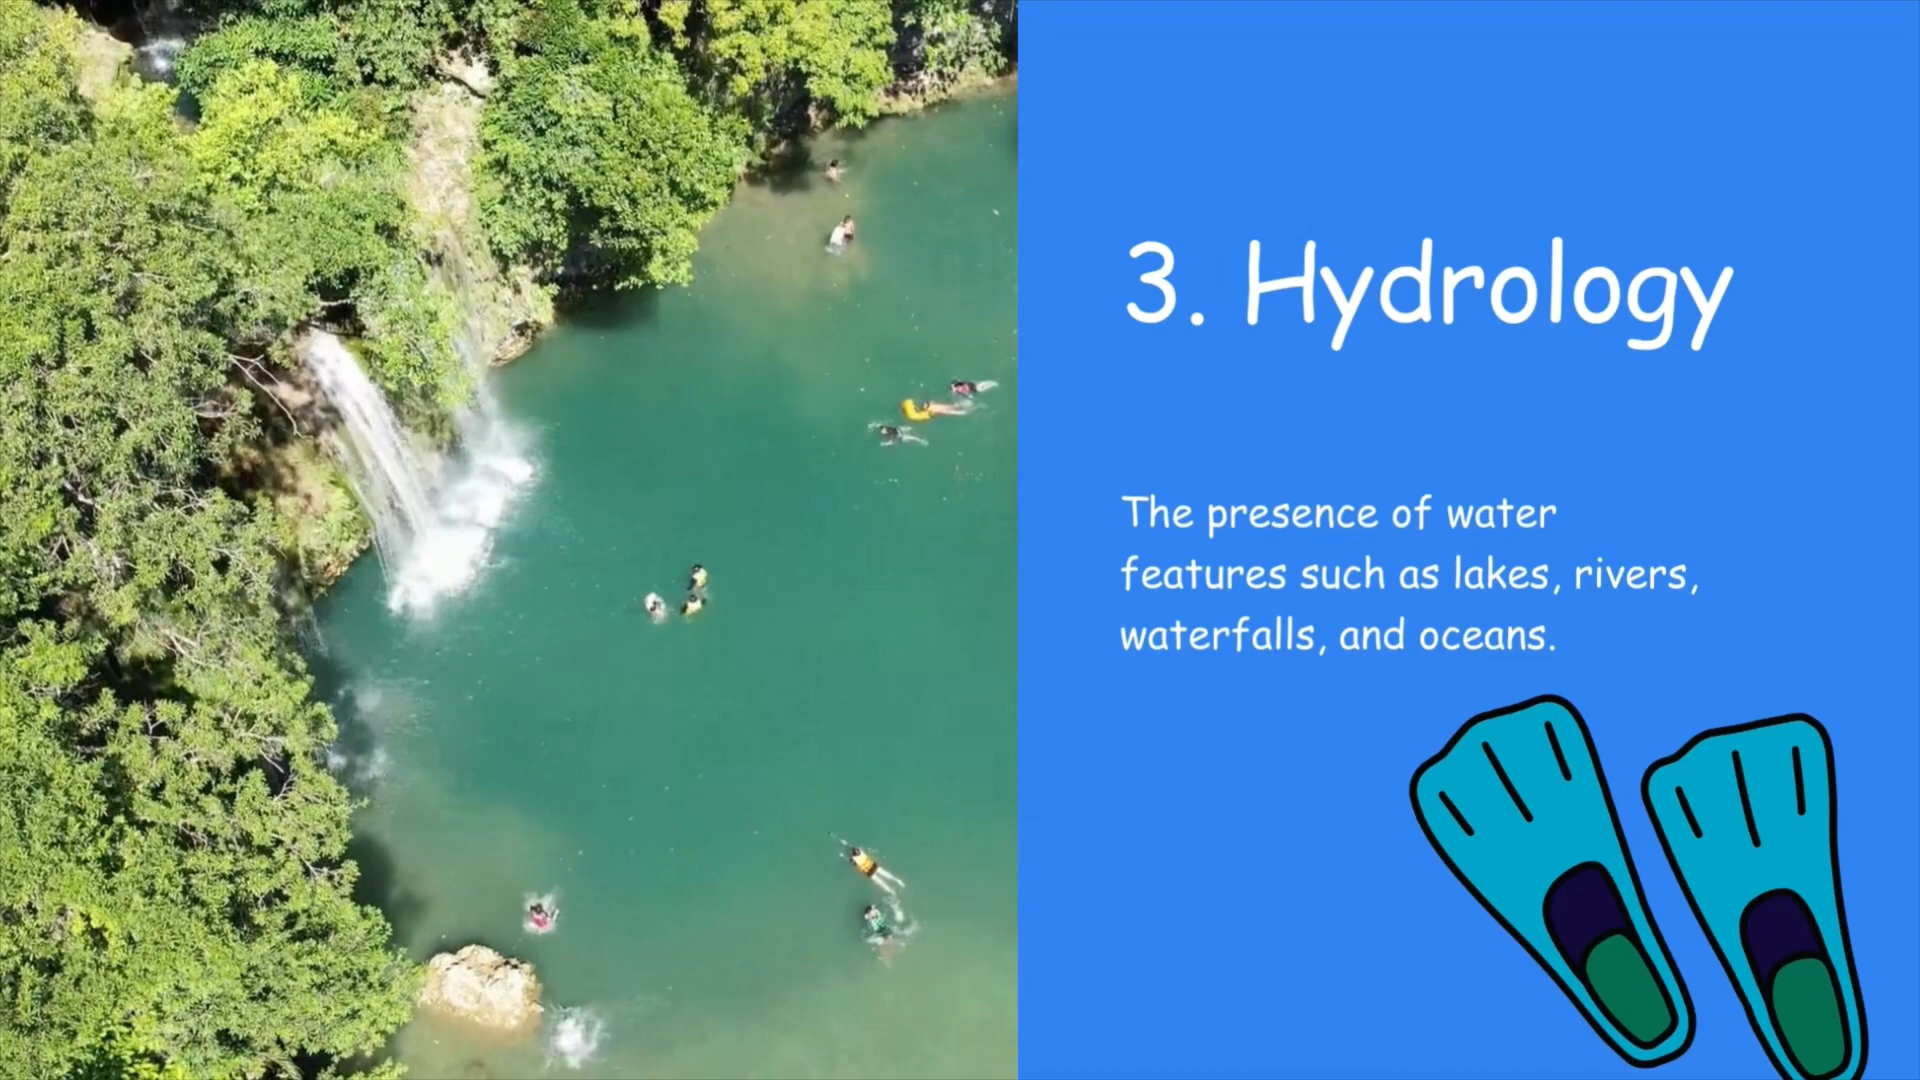 3. Hydrology
The presence of water
features such as lakes, rivers,
waterfalls, and oceans.